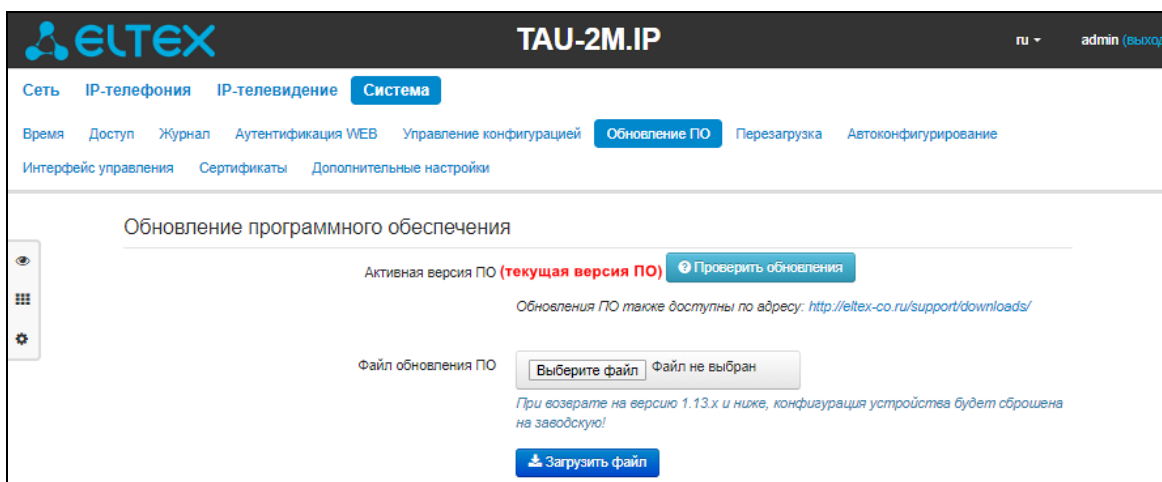 ELTEX TAU-2M.IP ru admin (выход
Сеть IP-телефония IP-телевидение Система
Время Доступ Журнал Аутентификация WEB Управление конфигурацией Обновление ПО Перезагрузка Автоконфигурирование
Интерфейс управления Сертификаты Дополнительные настройки
Обновление программного обеспечения
Активная версия ПО (текущая версия ПО) Проверить обновления
Обновления ПО также доступны по адресу: http://eltex-co.ru/support/downloads/
Файл обновления ПО Выберите файл Файл не выбран
При возврате на версию 1.13.x и ниже, конфигурация устройства будет сброшена
на заводскую!
Загрузить файл